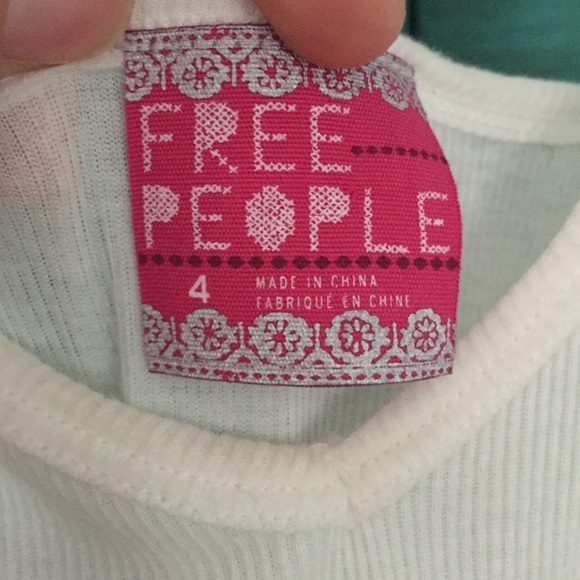 FREE
PEOPLE
4
MADE IN CHINA
FABRIQUÉ EN CHINE